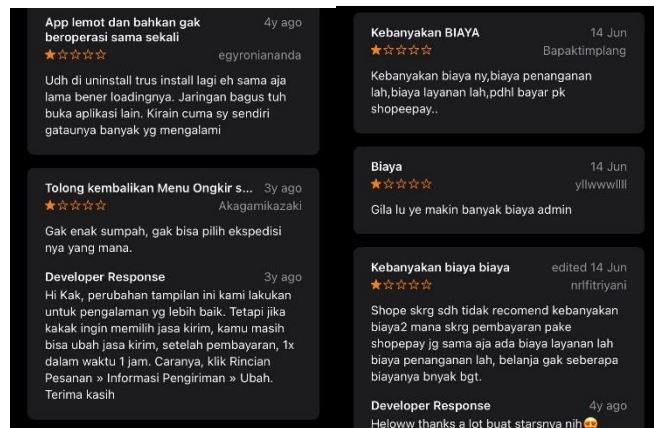 App lemot dan bahkan gak 4y ago
beroperasi sama sekali
egyroniananda
Udh di uninstall trus install lagi eh sama aja
lama bener loadingnya. Jaringan bagus tuh
buka aplikasi lain. Kirain cuma sy sendiri
gataunya banyak yg mengalami
Tolong kembalikan Menu Ongkir s... 3y ago
Akagamikazaki
Gak enak sumpah, gak bisa pilih ekspedisi
nya yang mana.
Developer Response 3y ago
Hi Kak, perubahan tampilan ini kami lakukan
untuk pengalaman yg lebih baik. Tetapi jika
kakak ingin memilih jasa kirim, kamu masih
bisa ubah jasa kirim, setelah pembayaran, 1x
dalam waktu 1 jam. Caranya, klik Rincian
Pesanan » Informasi Pengiriman » Ubah.
Terima kasih
Kebanyakan BIAYA 14 Jun
Bapaktimplang
Kebanyakan biaya ny,biaya penanganan
lah,biaya layanan lah,pdhl bayar pk
shopeepay..
Biaya 14 Jun
yllwwwllll
Gila lu ye makin banyak biaya admin
Kebanyakan biaya biaya edited 14 Jun
nrlfitriyani
Shope skrg sdh tidak recomend kebanyakan
biaya2 mana skrg pembayaran pake
shopepay jg sama aja ada biaya layanan lah
biaya penanganan lah, belanja gak seberapa
biayanya bnyak bgt.
Developer Response 4y ago
Heloww thanks a lot buat starsnya nih😍